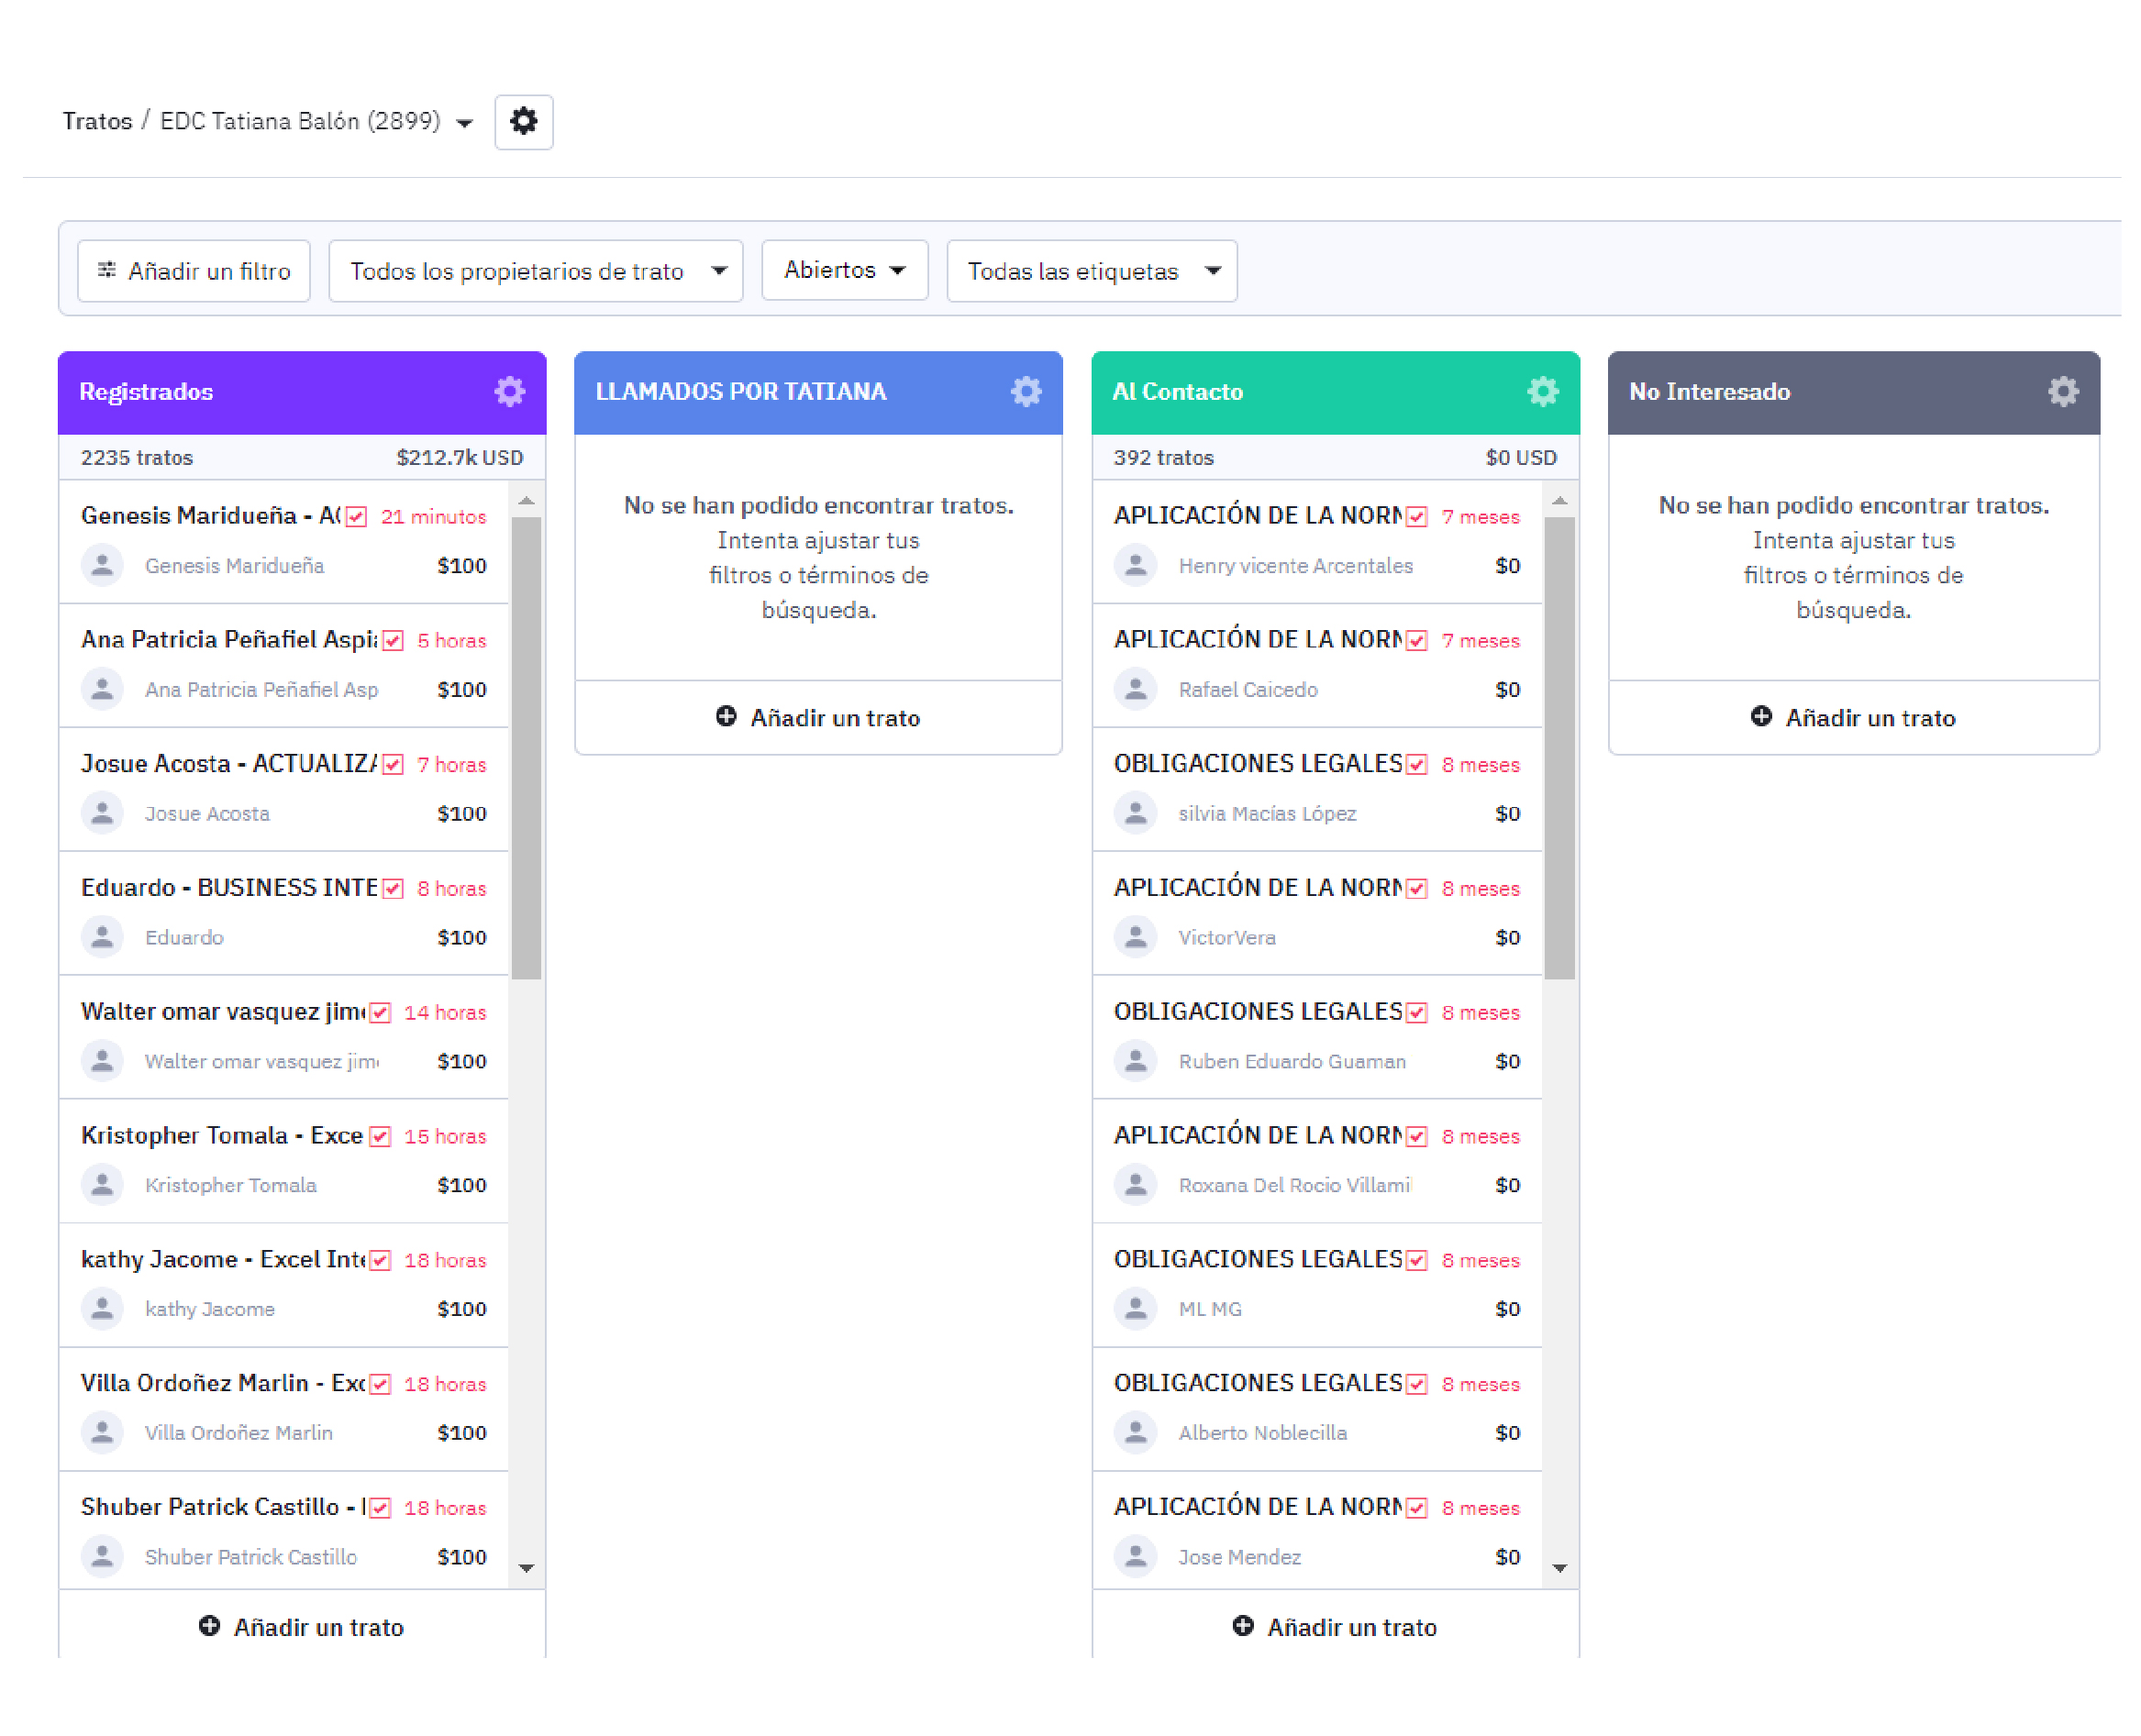 Tratos / EDC Tatiana Balón (2899)
Añadir un filtro
Todos los propietarios de trato
Abiertos
Todas las etiquetas
Registrados
2235 tratos $212.7k USD
Genesis Maridueña - A 21 minutos
Genesis Maridueña $100
Ana Patricia Peñafiel Aspi 5 horas
Ana Patricia Peñafiel Asp $100
Josue Acosta - ACTUALIZ 7 horas
Josue Acosta $100
Eduardo - BUSINESS INTE 8 horas
Eduardo $100
Walter omar vasquez jim 14 horas
Walter omar vasquez jim $100
Kristopher Tomala - Exce 15 horas
Kristopher Tomala $100
kathy Jacome - Excel Int 18 horas
kathy Jacome $100
Villa Ordoñez Marlin - Ex 18 horas
Villa Ordoñez Marlin $100
Shuber Patrick Castillo - 18 horas
Shuber Patrick Castillo $100
Añadir un trato
LLAMADOS POR TATIANA
No se han podido encontrar tratos.
Intenta ajustar tus
filtros o términos de
búsqueda.
Añadir un trato
Al Contacto
392 tratos $0 USD
APLICACIÓN DE LA NOR 7 meses
Henry vicente Arcentales $0
APLICACIÓN DE LA NOR 7 meses
Rafael Caicedo $0
OBLIGACIONES LEGALES 8 meses
silvia Macías López $0
APLICACIÓN DE LA NOR 8 meses
VictorVera $0
OBLIGACIONES LEGALES 8 meses
Ruben Eduardo Guaman $0
APLICACIÓN DE LA NOR 8 meses
Roxana Del Rocio Villami $0
OBLIGACIONES LEGALES 8 meses
ML MG $0
OBLIGACIONES LEGALES 8 meses
Alberto Noblecilla $0
APLICACIÓN DE LA NOR 8 meses
Jose Mendez $0
Añadir un trato
No Interesado
No se han podido encontrar tratos.
Intenta ajustar tus
filtros o términos de
búsqueda.
Añadir un trato